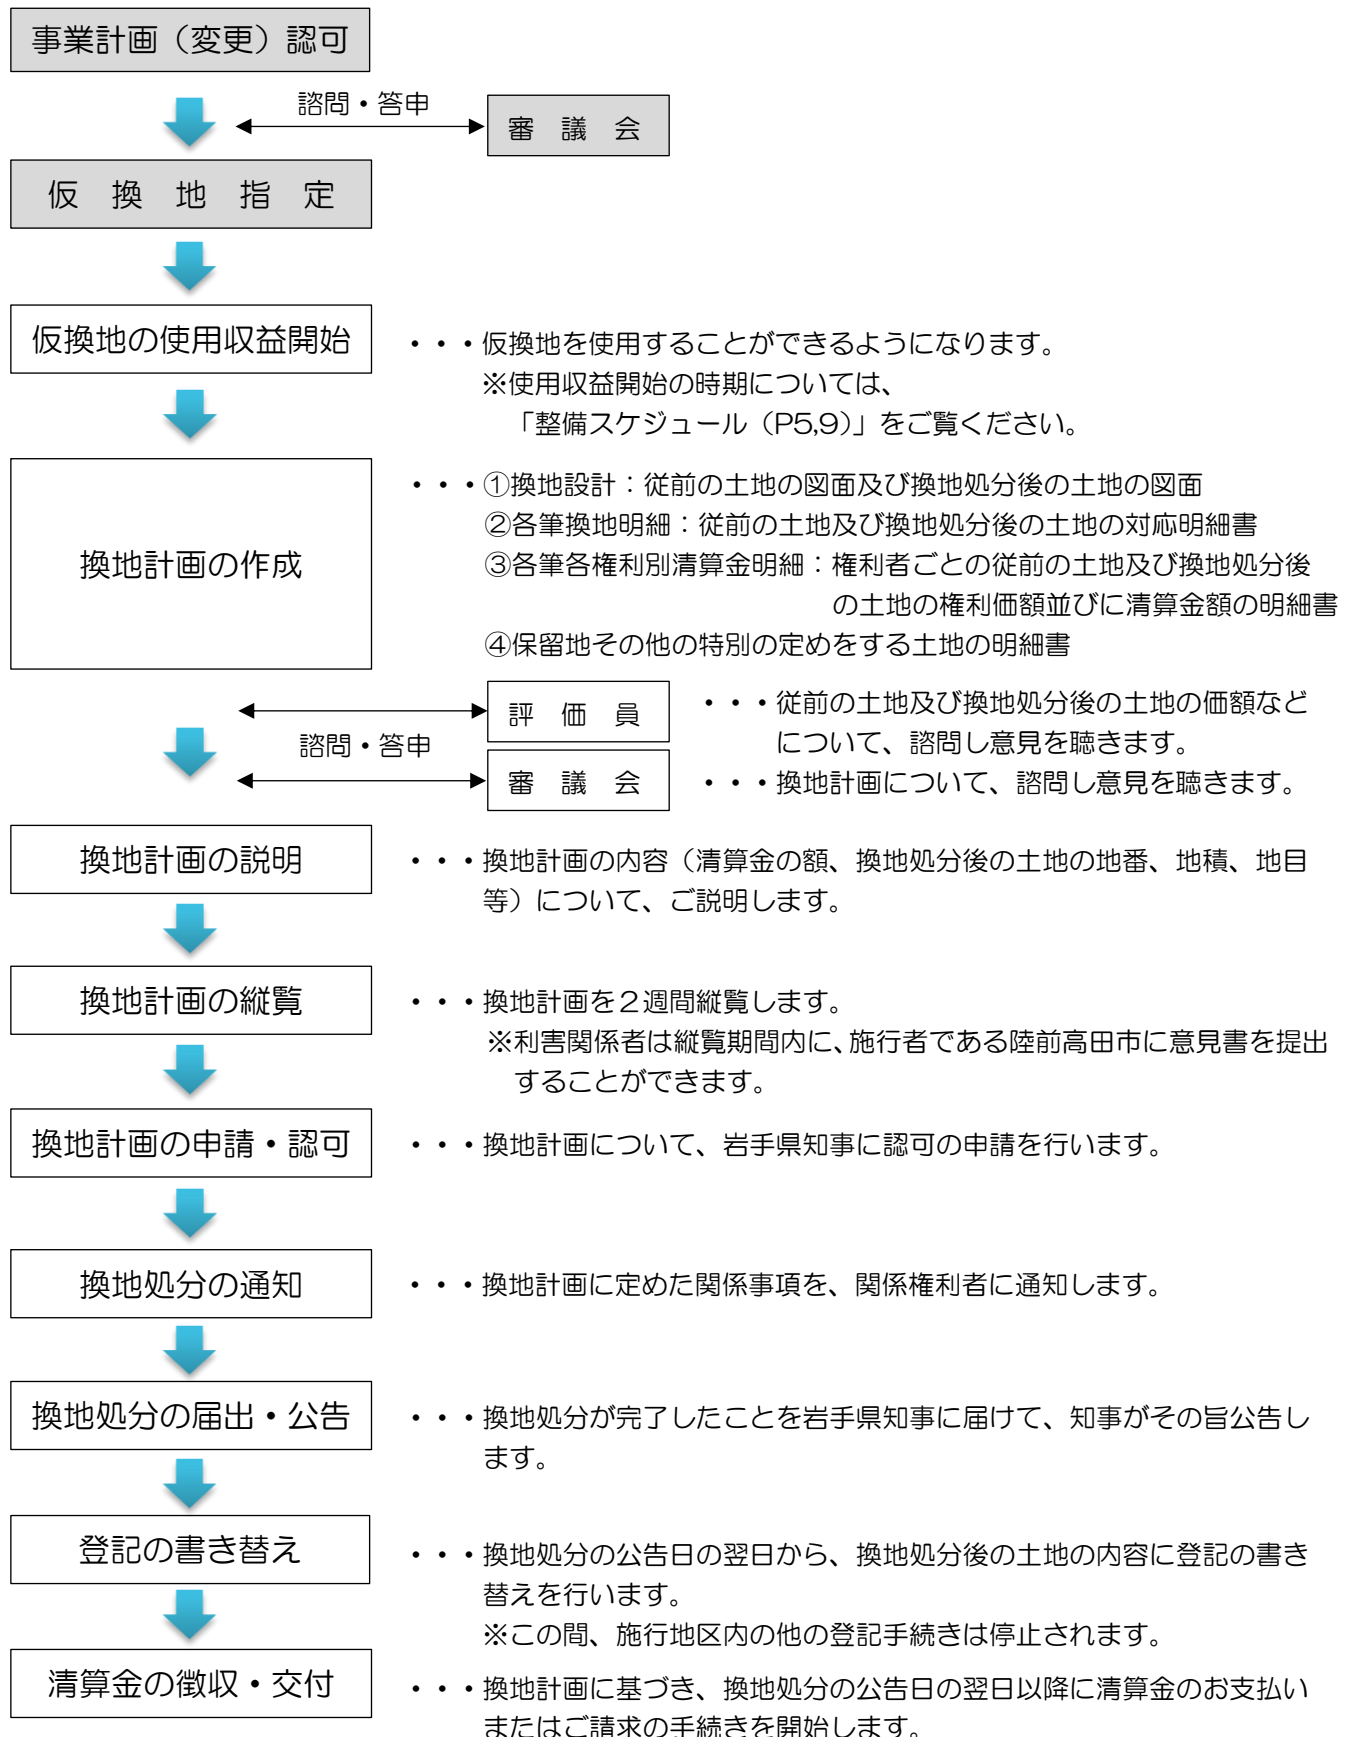 事業計画（変更）認可
諮問・答申
審　議　会
仮　換　地　指　定
仮換地の使用収益開始
・・・仮換地を使用することができるようになります。
※使用収益開始の時期については、
「整備スケジュール（P5,9）」をご覧ください。
換地計画の作成
・・・①換地設計：従前の土地の図面及び換地処分後の土地の図面
②各筆換地明細：従前の土地及び換地処分後の土地の対応明細書
③各筆各権利別清算金明細：権利者ごとの従前の土地及び換地処分後
の土地の権利価額並びに清算金額の明細書
④保留地その他の特別の定めをする土地の明細書
諮問・答申
評　価　員
・・・従前の土地及び換地処分後の土地の価額など
について、諮問し意見を聴きます。
審　議　会
・・・換地計画について、諮問し意見を聴きます。
換地計画の説明
・・・換地計画の内容（清算金の額、換地処分後の土地の地番、地積、地目
等）について、ご説明します。
換地計画の縦覧
・・・換地計画を２週間縦覧します。
※利害関係者は縦覧期間内に、施行者である陸前高田市に意見書を提出
することができます。
換地計画の申請・認可
・・・換地計画について、岩手県知事に認可の申請を行います。
換地処分の通知
・・・換地計画に定めた関係事項を、関係権利者に通知します。
換地処分の届出・公告
・・・換地処分が完了したことを岩手県知事に届けて、知事がその旨公告し
ます。
登記の書き替え
・・・換地処分の公告日の翌日から、換地処分後の土地の内容に登記の書き
替えを行います。
※この間、施行地区内の他の登記手続きは停止されます。
清算金の徴収・交付
・・・換地計画に基づき、換地処分の公告日の翌日以降に清算金のお支払い
またはご請求の手続きを開始します。